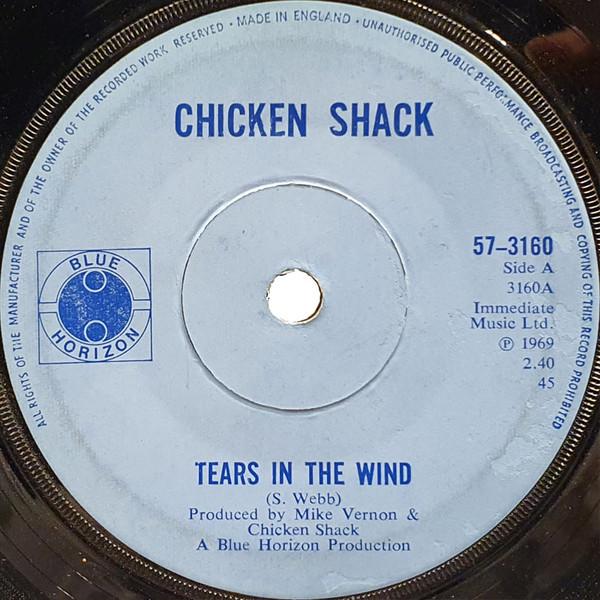 ALL RIGHTS OF THE MANUFACTURER AND OF THE OWNER OF THE RECORDED WORK RESERVED · MADE IN ENGLAND · UNAUTHORISED PUBLIC PERFORMANCE BROADCASTING AND COPYING OF THIS RECORD PROHIBITED
CHICKEN SHACK
BLUE
HORIZON
57–3160
Side A
3160A
Immediate
Music Ltd.
℗ 1969
2.40
45
TEARS IN THE WIND
(S. Webb)
Produced by Mike Vernon &
Chicken Shack
A Blue Horizon Production